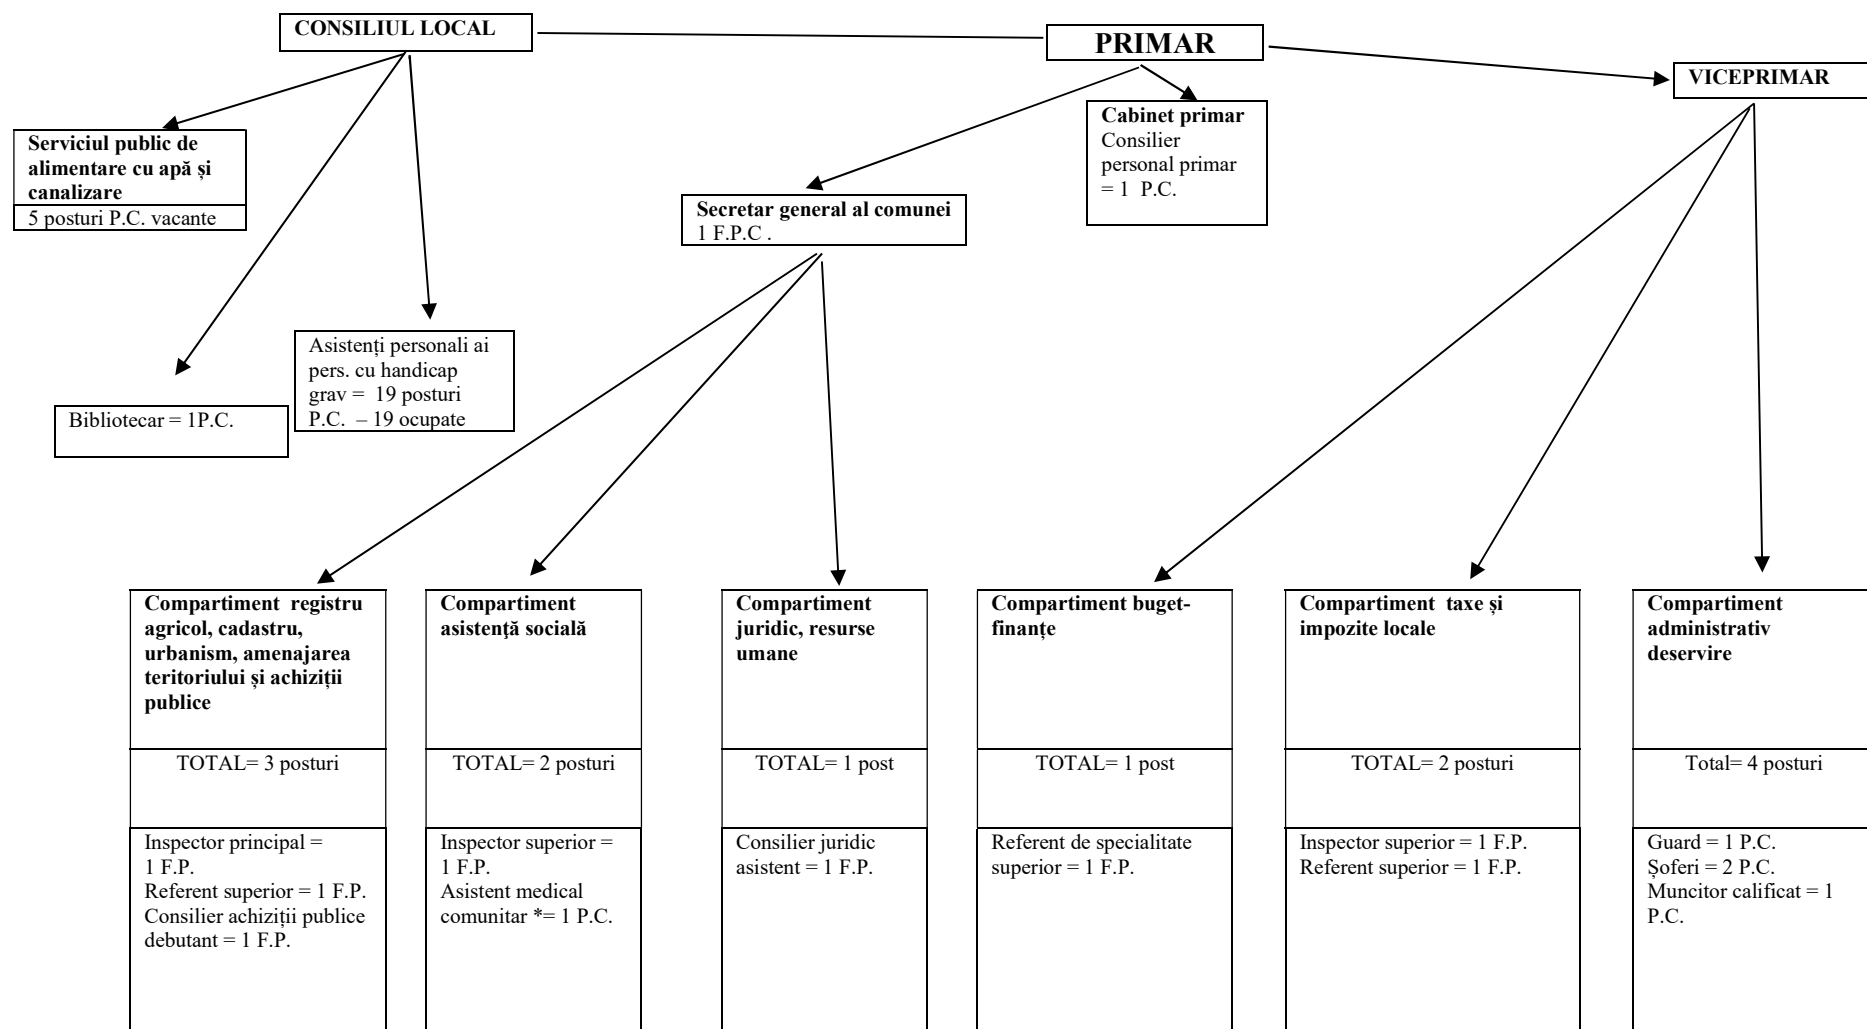 CONSILIUL LOCAL
PRIMAR
VICEPRIMAR
Serviciul public de
alimentare cu apă și
canalizare
5 posturi P.C. vacante
Cabinet primar
Consilier
personal primar
= 1  P.C.
Secretar general al comunei
1 F.P.C .
Asistenți personali ai
pers. cu handicap
grav =  19 posturi
P.C.  – 19 ocupate
Bibliotecar = 1P.C.
Compartiment  registru
agricol, cadastru,
urbanism, amenajarea
teritoriului și achiziții
publice
TOTAL= 3 posturi
Inspector principal =
1 F.P.
Referent superior = 1 F.P.
Consilier achiziții publice
debutant = 1 F.P.
Compartiment
asistenţă socială
TOTAL= 2 posturi
Inspector superior =
1 F.P.
Asistent medical
comunitar *= 1 P.C.
Compartiment
juridic, resurse
umane
TOTAL= 1 post
Consilier juridic
asistent = 1 F.P.
Compartiment buget-
finanțe
TOTAL= 1 post
Referent de specialitate
superior = 1 F.P.
Compartiment  taxe și
impozite locale
TOTAL= 2 posturi
Inspector superior = 1 F.P.
Referent superior = 1 F.P.
Compartiment
administrativ
deservire
Total= 4 posturi
Guard = 1 P.C.
Șoferi = 2 P.C.
Muncitor calificat = 1
P.C.